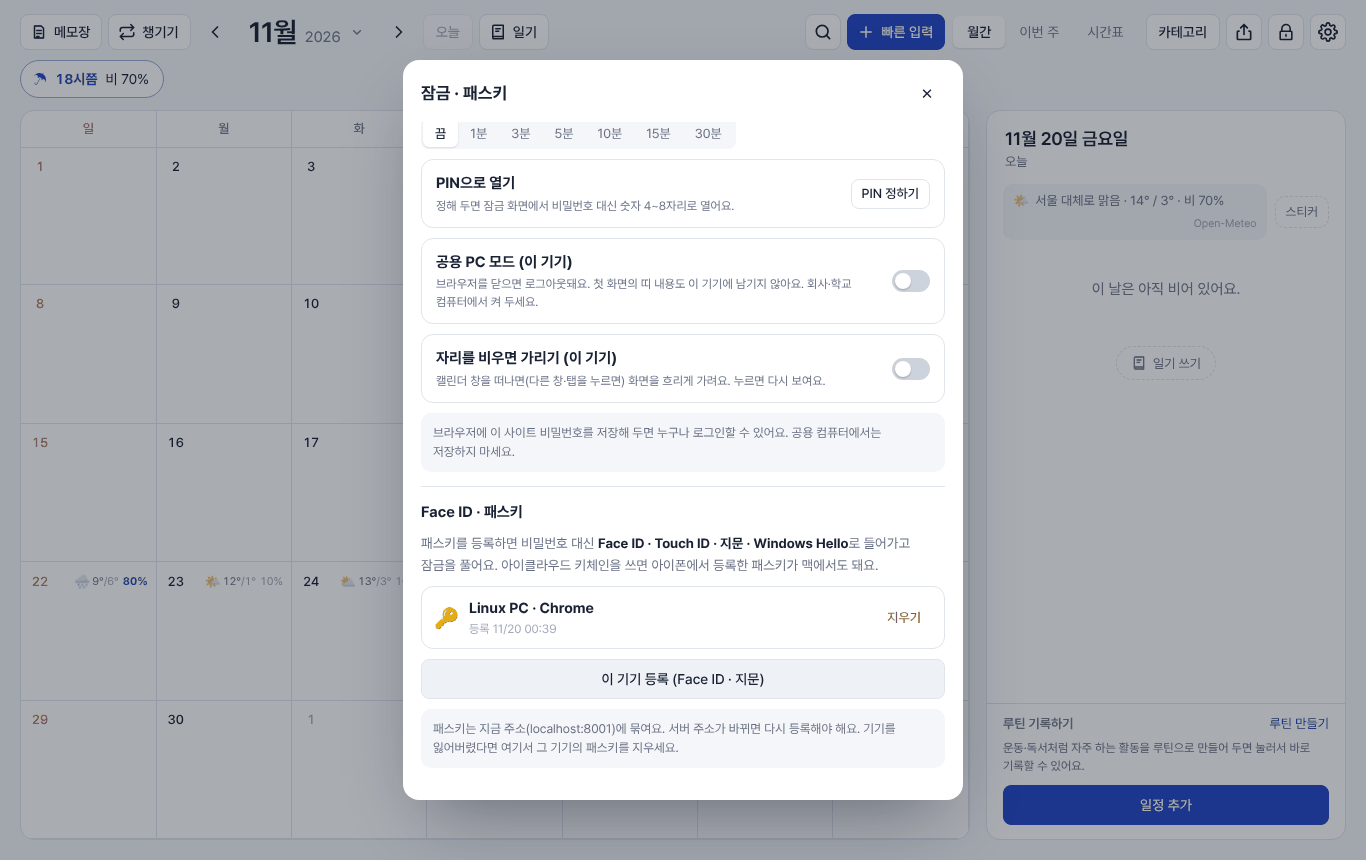 메모장
챙기기
11월 2026
오늘
일기
빠른 입력
월간
이번 주
시간표
카테고리
18시쯤 비 70%
일
월
화
1
2
3
8
9
10
15
16
17
22
9°/6° 80%
23
12°/1° 10%
24
13°/3°
29
30
1
잠금 · 패스키
끔
1분
3분
5분
10분
15분
30분
PIN으로 열기
정해 두면 잠금 화면에서 비밀번호 대신 숫자 4~8자리로 열어요.
PIN 정하기
공용 PC 모드 (이 기기)
브라우저를 닫으면 로그아웃돼요. 첫 화면의 띠 내용도 이 기기에 남기지 않아요. 회사·학교
컴퓨터에서 켜 두세요.
자리를 비우면 가리기 (이 기기)
캘린더 창을 떠나면(다른 창·탭을 누르면) 화면을 흐리게 가려요. 누르면 다시 보여요.
브라우저에 이 사이트 비밀번호를 저장해 두면 누구나 로그인할 수 있어요. 공용 컴퓨터에서는
저장하지 마세요.
Face ID · 패스키
패스키를 등록하면 비밀번호 대신 Face ID · Touch ID · 지문 · Windows Hello로 들어가고
잠금을 풀어요. 아이클라우드 키체인을 쓰면 아이폰에서 등록한 패스키가 맥에서도 돼요.
Linux PC · Chrome
등록 11/20 00:39
지우기
이 기기 등록 (Face ID · 지문)
패스키는 지금 주소(localhost:8001)에 묶여요. 서버 주소가 바뀌면 다시 등록해야 해요. 기기를
잃어버렸다면 여기서 그 기기의 패스키를 지우세요.
11월 20일 금요일
오늘
서울 대체로 맑음 · 14° / 3° · 비 70%
Open-Meteo
스티커
이 날은 아직 비어 있어요.
일기 쓰기
루틴 기록하기
루틴 만들기
운동·독서처럼 자주 하는 활동을 루틴으로 만들어 두면 눌러서 바로
기록할 수 있어요.
일정 추가